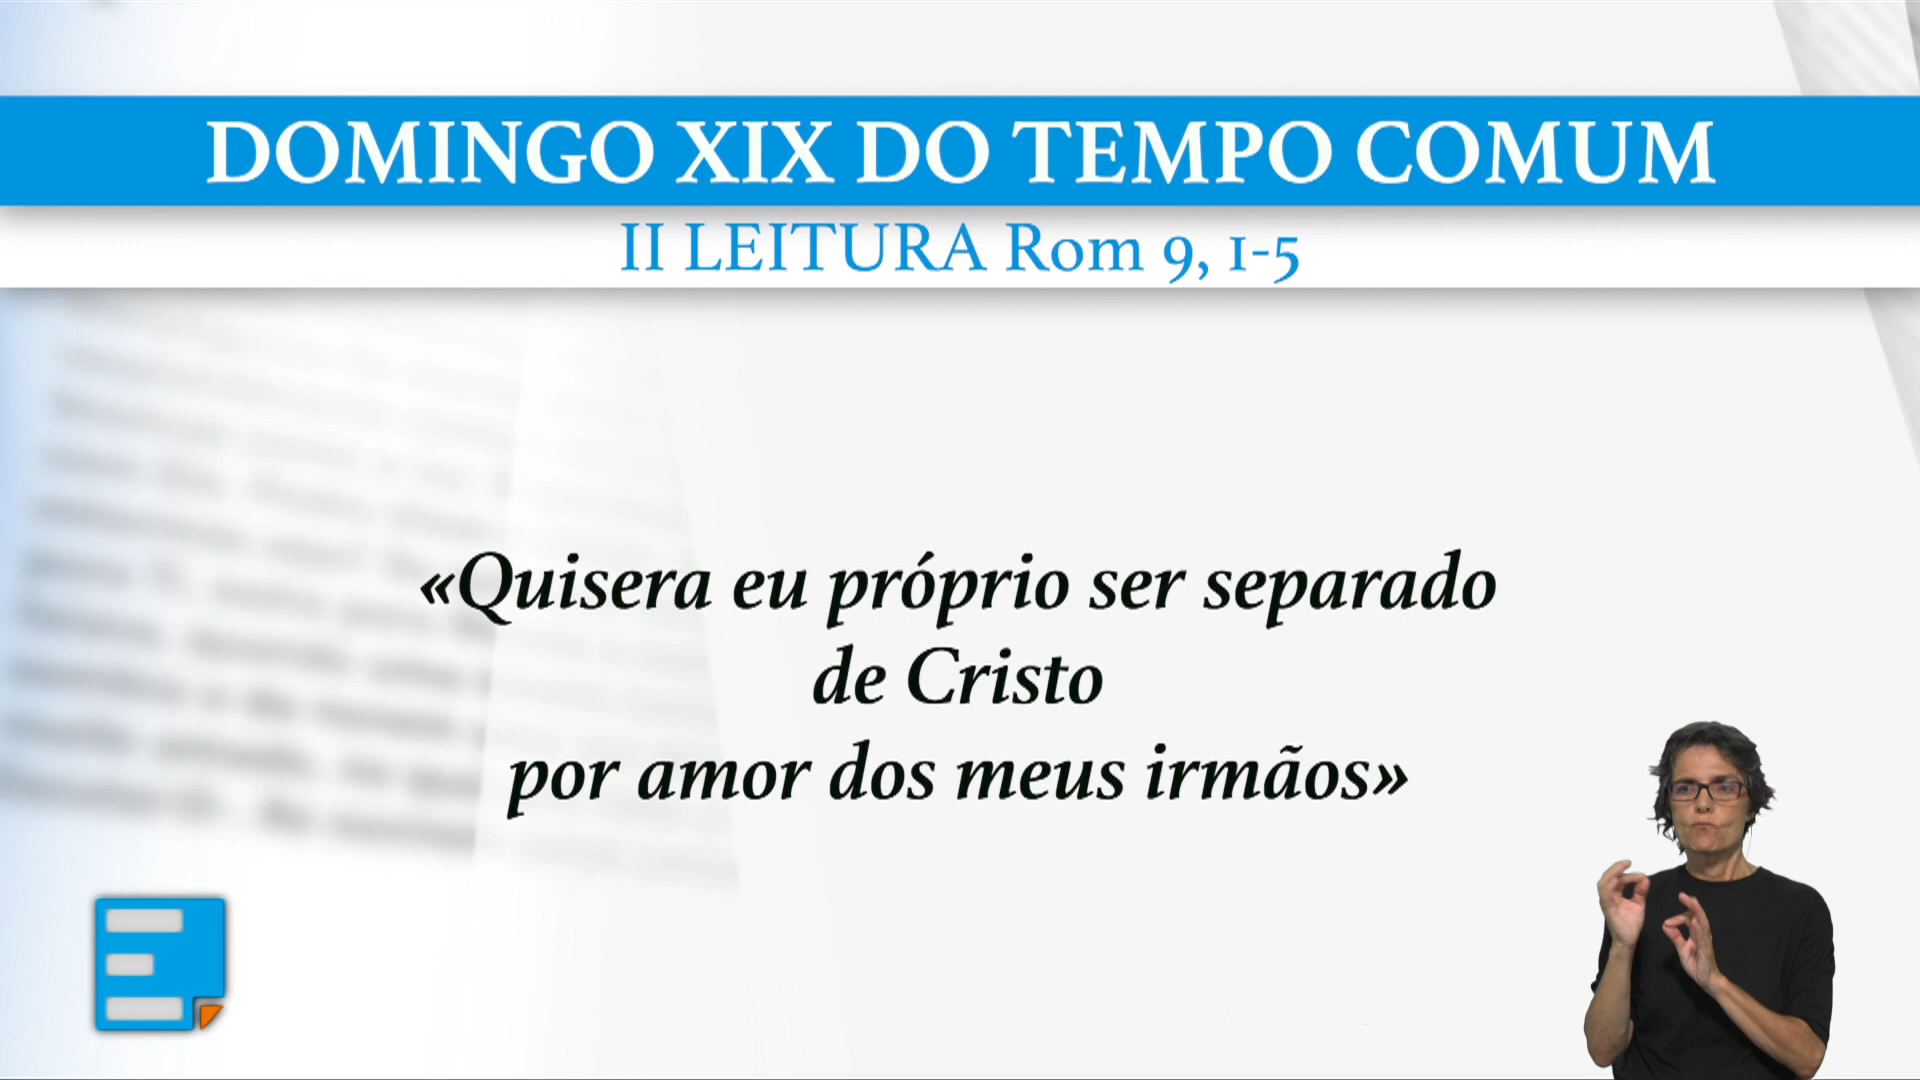 DOMINGO XIX DO TEMPO COMUM
II LEITURA Rom 9, 1-5
«Quisera eu próprio ser separado
de Cristo
por amor dos meus irmãos»